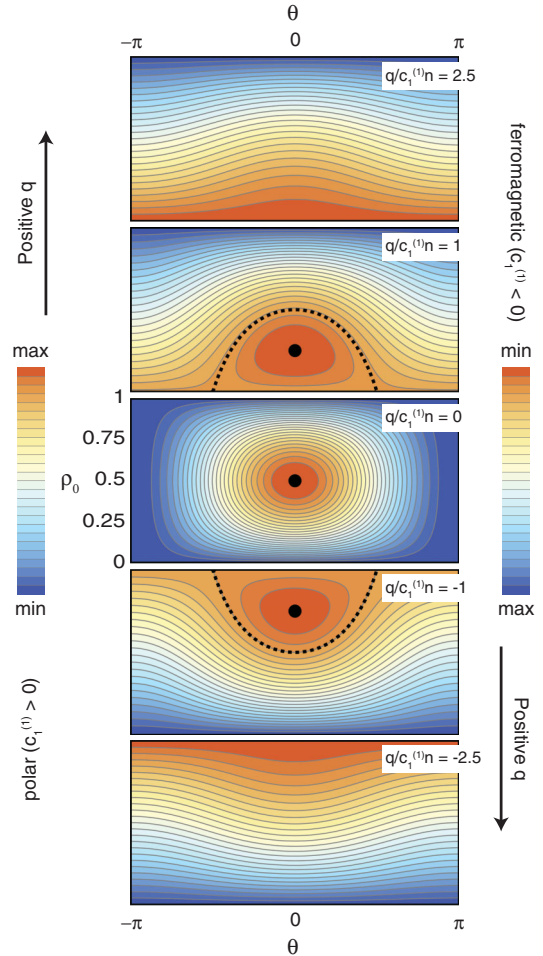 θ
−π 0 π
q/c₁⁽¹⁾n = 2.5
Positive q
ferromagnetic (c₁⁽¹⁾ < 0)
q/c₁⁽¹⁾n = 1
max
min
1
0.75
ρ₀ 0.5
0.25
0
q/c₁⁽¹⁾n = 0
min
max
q/c₁⁽¹⁾n = -1
polar (c₁⁽¹⁾ > 0)
Positive q
q/c₁⁽¹⁾n = -2.5
−π 0 π
θ